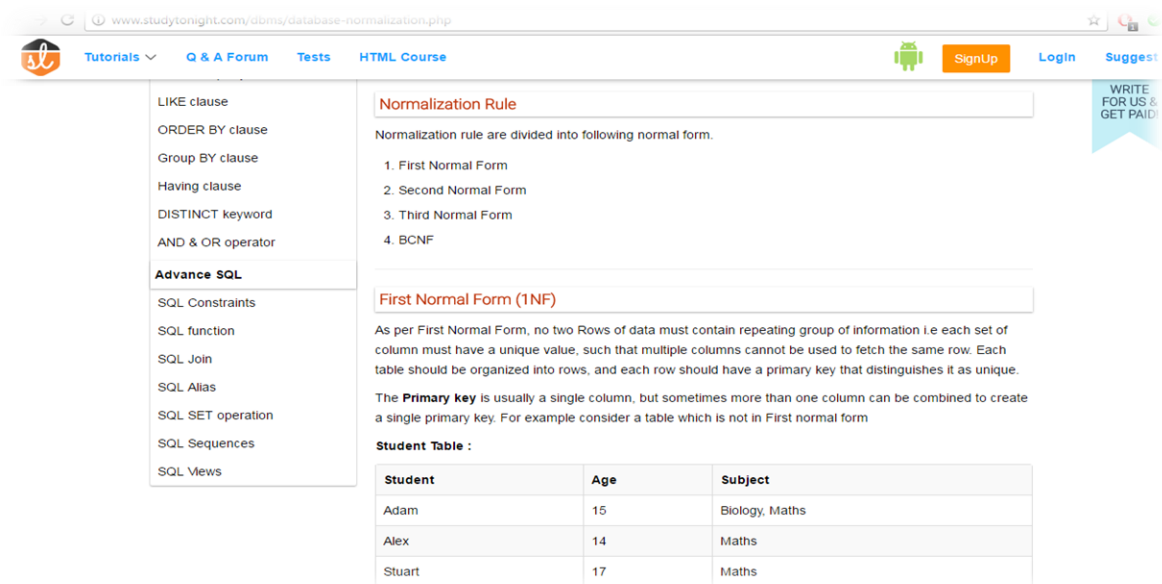 www.studytonight.com/dbms/database-normalization.php
Tutorials Q & A Forum Tests HTML Course SignUp Login Suggest
WRITE
FOR US &
GET PAID!
LIKE clause
ORDER BY clause
Group BY clause
Having clause
DISTINCT keyword
AND & OR operator
Advance SQL
SQL Constraints
SQL function
SQL Join
SQL Alias
SQL SET operation
SQL Sequences
SQL Views
Normalization Rule
Normalization rule are divided into following normal form.
1. First Normal Form
2. Second Normal Form
3. Third Normal Form
4. BCNF
First Normal Form (1NF)
As per First Normal Form, no two Rows of data must contain repeating group of information i.e each set of
column must have a unique value, such that multiple columns cannot be used to fetch the same row. Each
table should be organized into rows, and each row should have a primary key that distinguishes it as unique.
The Primary key is usually a single column, but sometimes more than one column can be combined to create
a single primary key. For example consider a table which is not in First normal form
Student Table :
Student Age Subject
Adam 15 Biology, Maths
Alex 14 Maths
Stuart 17 Maths